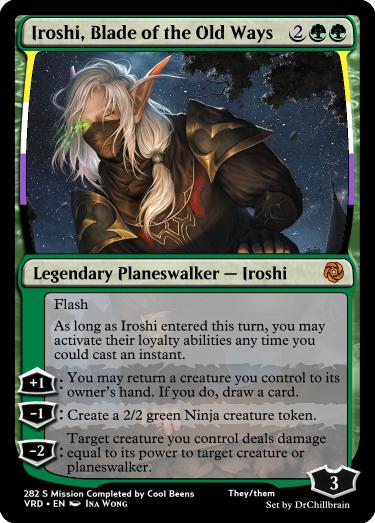 Iroshi, Blade of the Old Ways 2
Legendary Planeswalker — Iroshi
Flash
As long as Iroshi entered this turn, you may
activate their loyalty abilities any time you
could cast an instant.
+1: You may return a creature you control to its
owner's hand. If you do, draw a card.
-1: Create a 2/2 green Ninja creature token.
-2: Target creature you control deals damage
equal to its power to target creature or
planeswalker.
3
282 S Mission Completed by Cool Beens They/them
VRD • EN Ina Wong Set by DrChillbrain